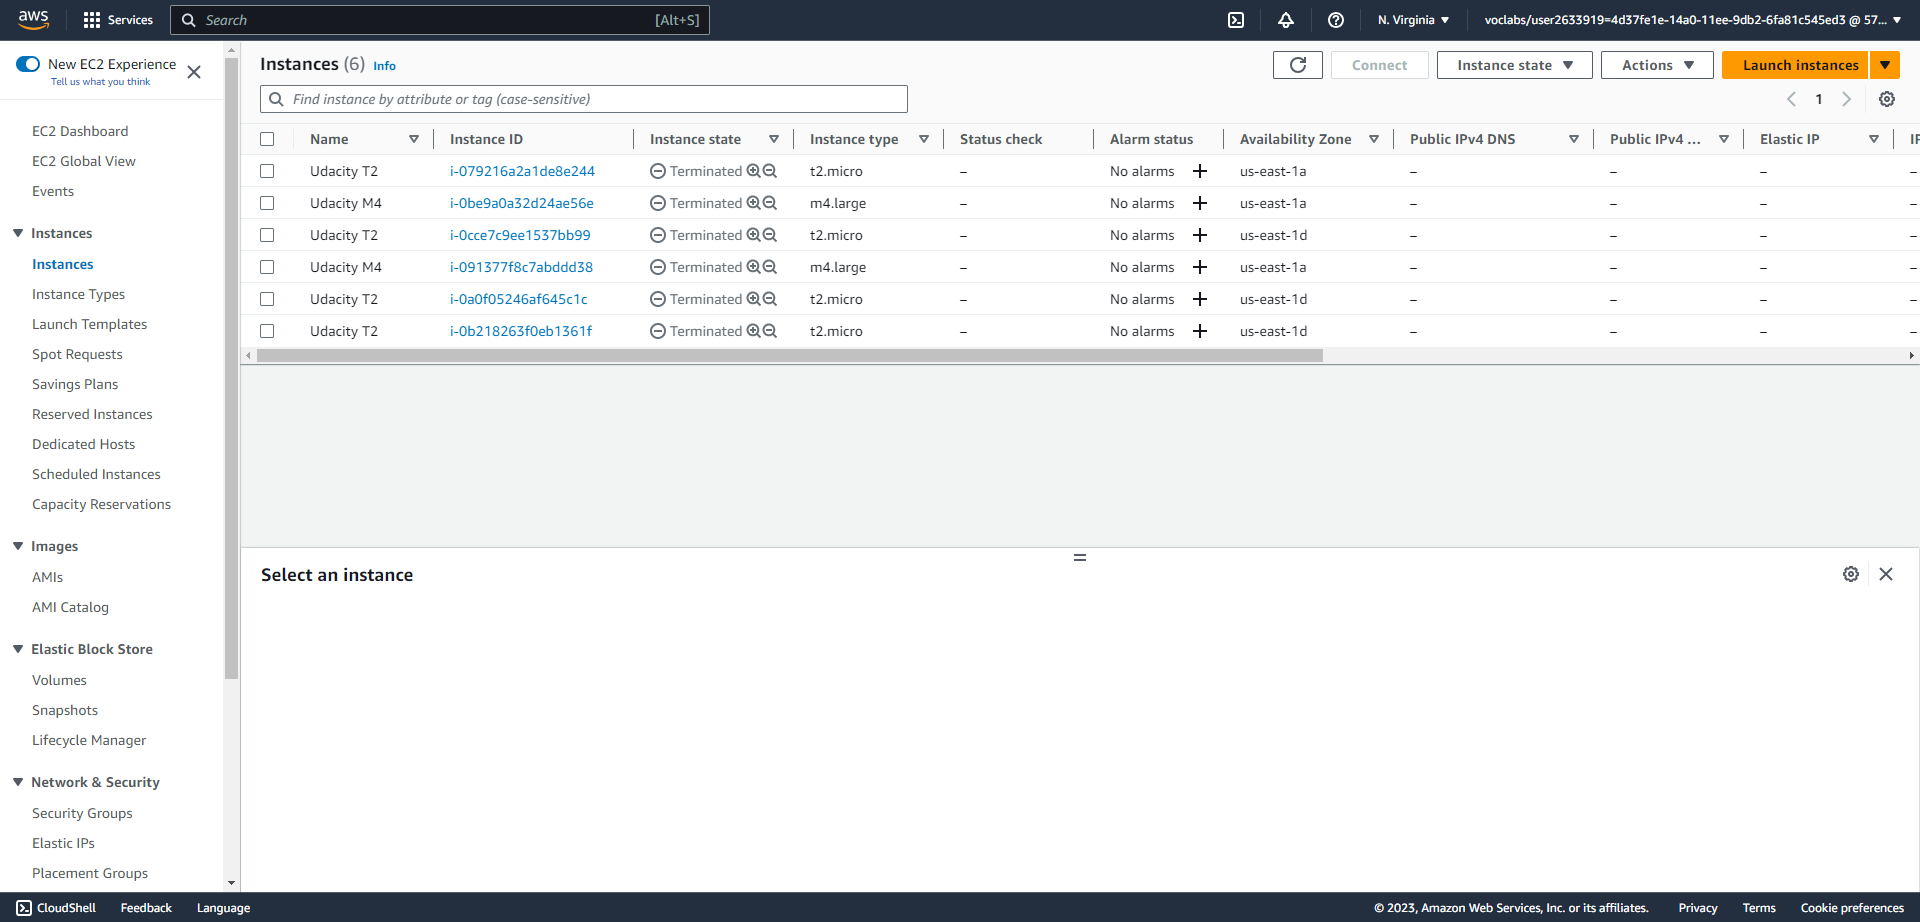 aws Services Search [Alt+S] N. Virginia voclabs/user2633919=4d37fe1e-14a0-11ee-9db2-6fa81c545ed3 @ 57...
New EC2 Experience
Tell us what you think
EC2 Dashboard
EC2 Global View
Events
Instances
Instances
Instance Types
Launch Templates
Spot Requests
Savings Plans
Reserved Instances
Dedicated Hosts
Scheduled Instances
Capacity Reservations
Images
AMIs
AMI Catalog
Elastic Block Store
Volumes
Snapshots
Lifecycle Manager
Network & Security
Security Groups
Elastic IPs
Placement Groups
Instances (6) Info Connect Instance state Actions Launch instances
Find instance by attribute or tag (case-sensitive) 1
Name Instance ID Instance state Instance type Status check Alarm status Availability Zone Public IPv4 DNS Public IPv4 ... Elastic IP IP
Udacity T2 i-079216a2a1de8e244 Terminated t2.micro – No alarms + us-east-1a – – – –
Udacity M4 i-0be9a0a32d24ae56e Terminated m4.large – No alarms + us-east-1a – – – –
Udacity T2 i-0cce7c9ee1537bb99 Terminated t2.micro – No alarms + us-east-1d – – – –
Udacity M4 i-091377f8c7abddd38 Terminated m4.large – No alarms + us-east-1a – – – –
Udacity T2 i-0a0f05246af645c1c Terminated t2.micro – No alarms + us-east-1d – – – –
Udacity T2 i-0b218263f0eb1361f Terminated t2.micro – No alarms + us-east-1d – – – –
Select an instance
CloudShell Feedback Language © 2023, Amazon Web Services, Inc. or its affiliates. Privacy Terms Cookie preferences